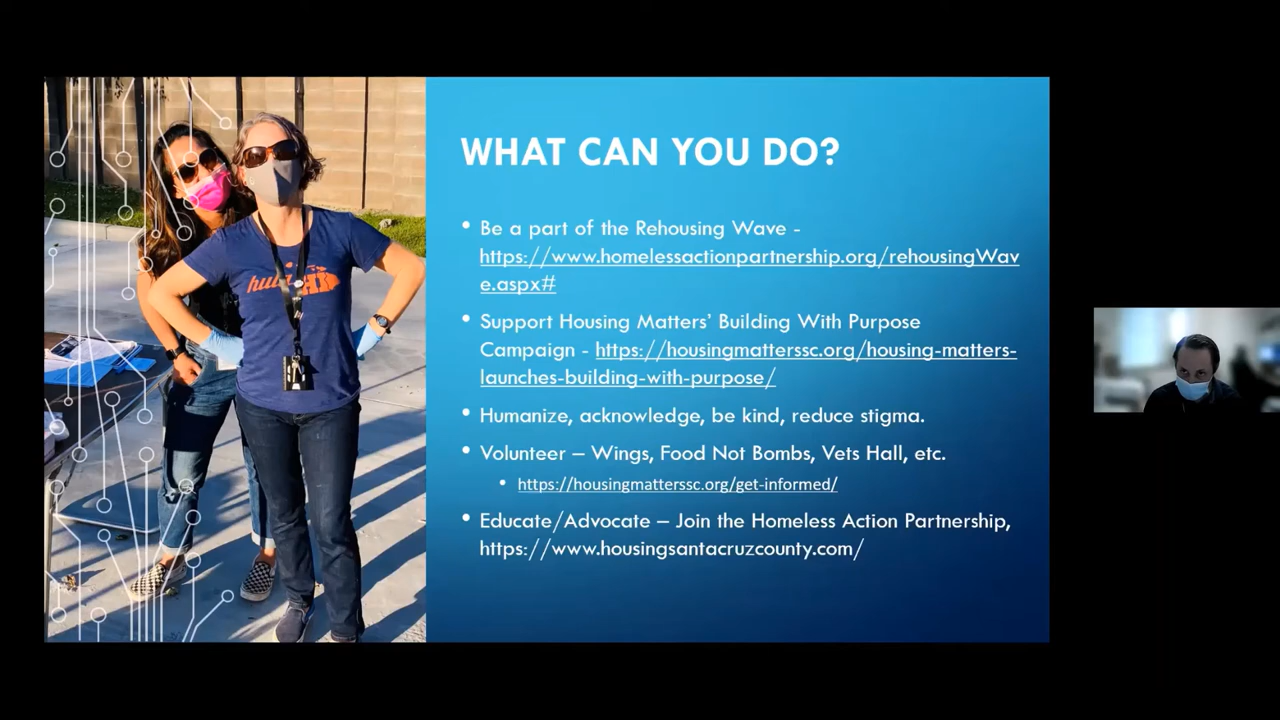 WHAT CAN YOU DO?
• Be a part of the Rehousing Wave -
https://www.homelessactionpartnership.org/rehousingWav
e.aspx#
• Support Housing Matters' Building With Purpose
Campaign - https://housingmatterssc.org/housing-matters-
launches-building-with-purpose/
• Humanize, acknowledge, be kind, reduce stigma.
• Volunteer – Wings, Food Not Bombs, Vets Hall, etc.
• https://housingmatterssc.org/get-informed/
• Educate/Advocate – Join the Homeless Action Partnership,
https://www.housingsantacruzcounty.com/